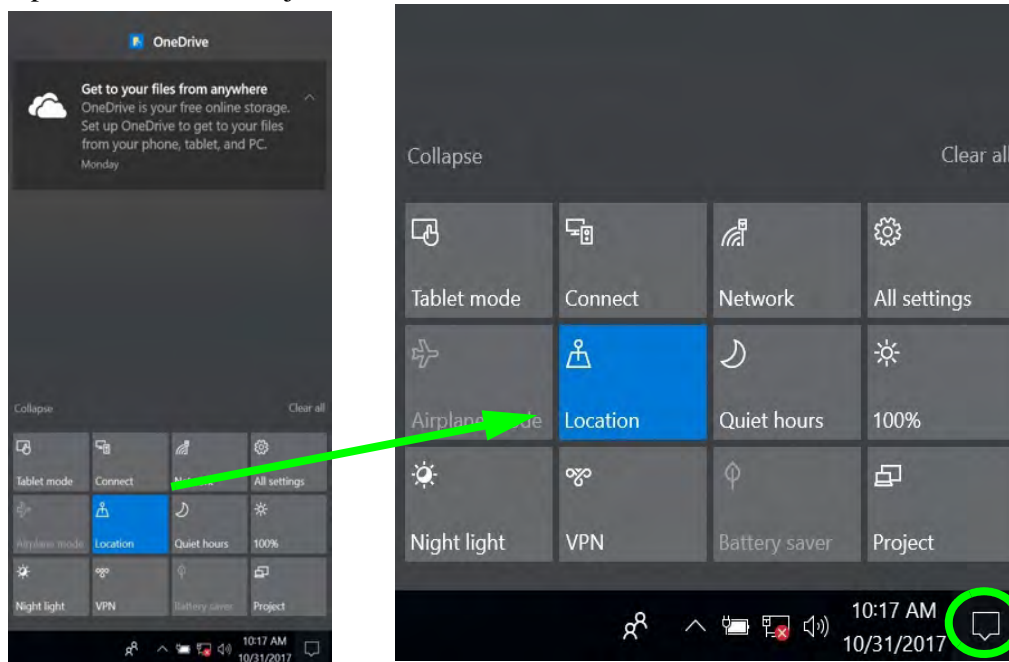 OneDrive
Get to your files from anywhere
OneDrive is your free online storage.
Set up OneDrive to get to your files
from your phone, tablet, and PC.
Monday
Collapse Clear all
Tablet mode Connect All settings
Airplane mode Location Quiet hours 100%
Night light VPN Battery saver Project
10:17 AM
10/31/2017
Collapse Clear all
Tablet mode Connect Network All settings
Airplane mode Location Quiet hours 100%
Night light VPN Battery saver Project
10:17 AM
10/31/2017